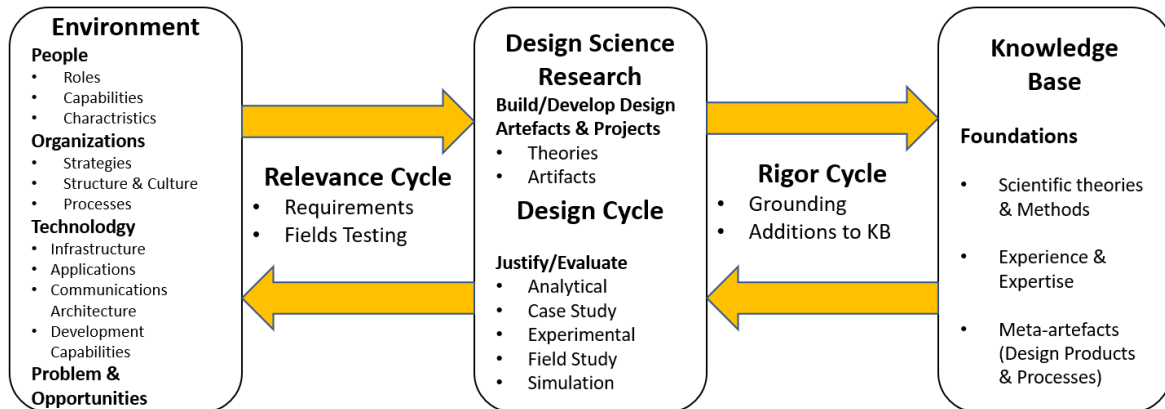 Environment
People
• Roles
• Capabilities
• Charactristics
Organizations
• Strategies
• Structure & Culture
• Processes
Technolodgy
• Infrastructure
• Applications
• Communications
Architecture
• Development
Capabilities
Problem &
Opportunities
Relevance Cycle
• Requirements
• Fields Testing
Design Science
Research
Build/Develop Design
Artefacts & Projects
• Theories
• Artifacts
Design Cycle
Justify/Evaluate
• Analytical
• Case Study
• Experimental
• Field Study
• Simulation
Rigor Cycle
• Grounding
• Additions to KB
Knowledge
Base
Foundations
• Scientific theories
& Methods
• Experience &
Expertise
• Meta-artefacts
(Design Products
& Processes)